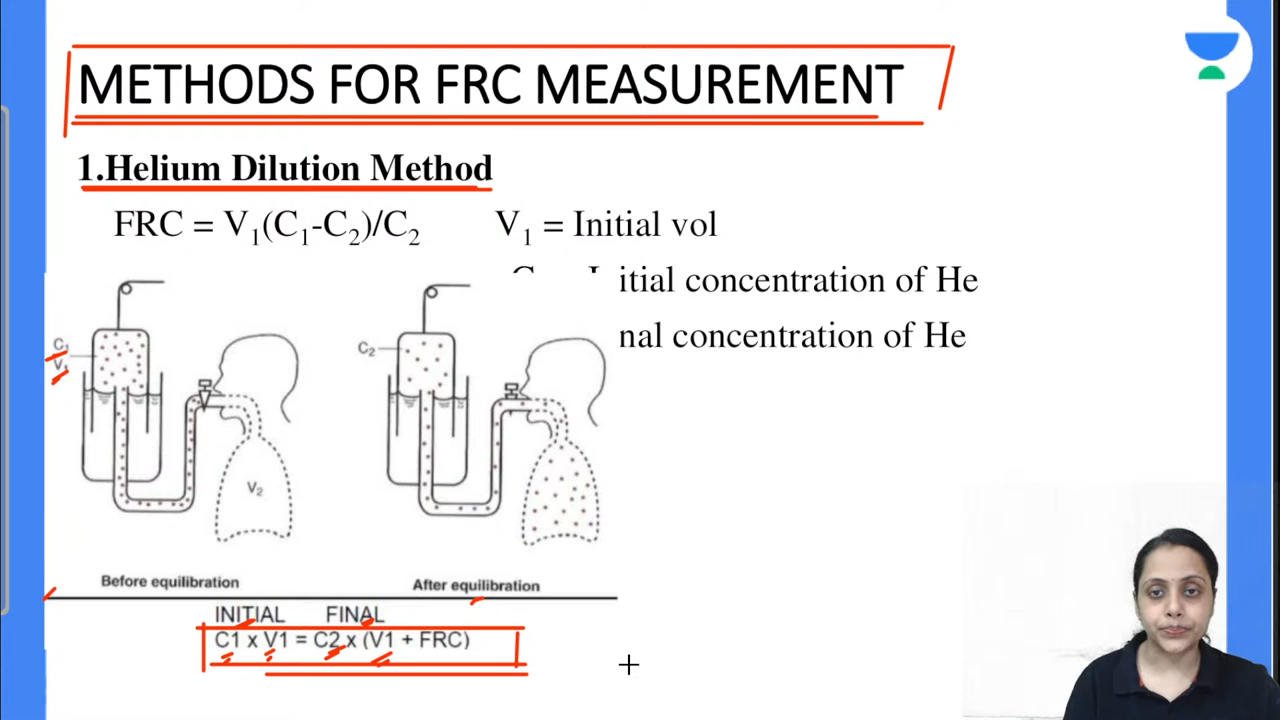 METHODS FOR FRC MEASUREMENT
1.Helium Dilution Method
FRC = V₁(C₁-C₂)/C₂ V₁ = Initial vol
itial concentration of He
nal concentration of He
C₁
V₁
C₂
V₂
Before equilibration After equilibration
INITIAL FINAL
C1 x V1 = C2 x (V1 + FRC)